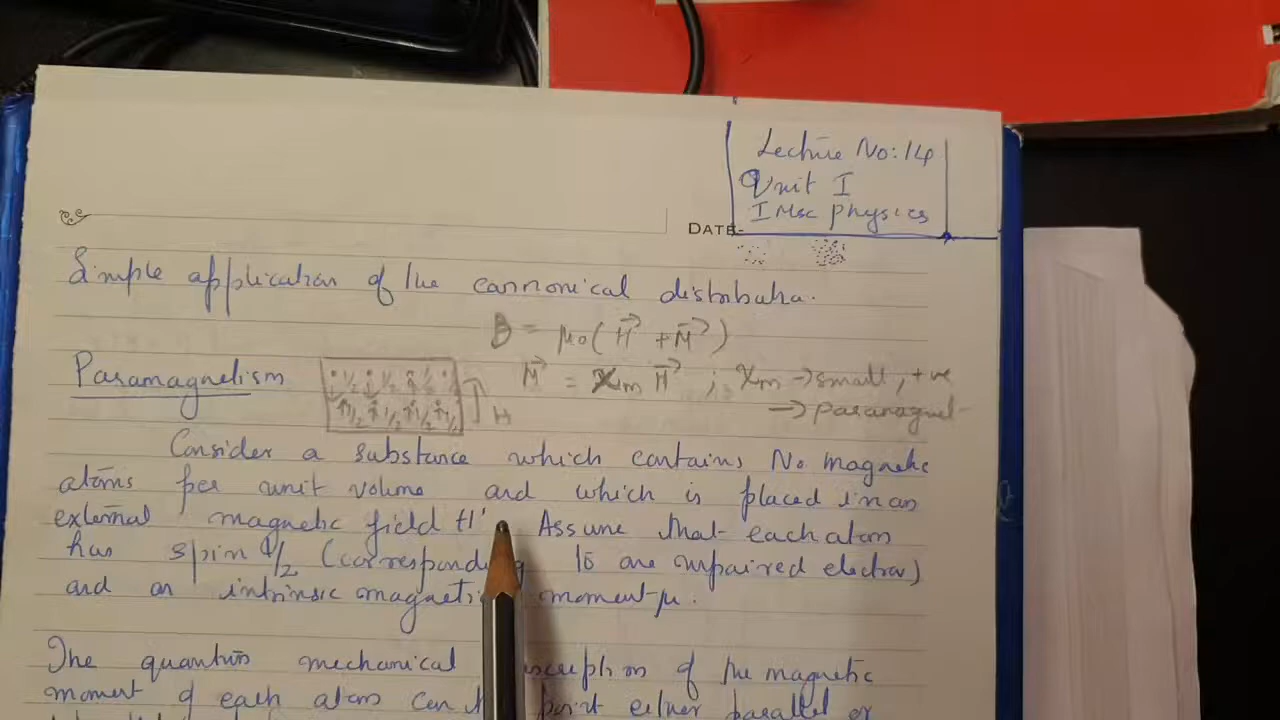 Lecture No: 14
Unit I
I Msc Physics
DATE-
Simple application of the cannonical distributn.
B = μ₀(H⃗ + M⃗)
Paramagnetism
M⃗ = χm H⃗ ; χm → small, +ve
→ paramagnet
H
Consider a substance which contains No magnetic
atoms per unit volume and which is placed in an
external magnetic field 'H'. Assume that each atom
has spin 1/2 (corresponding to one unpaired electron)
and an intrinsic magnetic moment μ.
The quantum mechanical of the magnetic
moment of each atom can point either parallel or